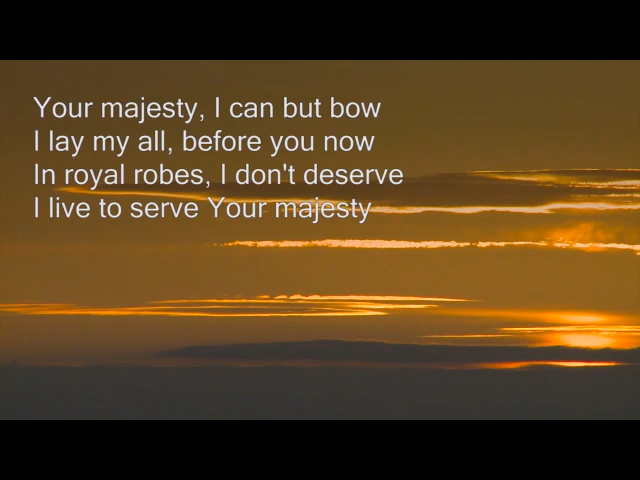 Your majesty, I can but bow
I lay my all, before you now
In royal robes, I don't deserve
I live to serve Your majesty